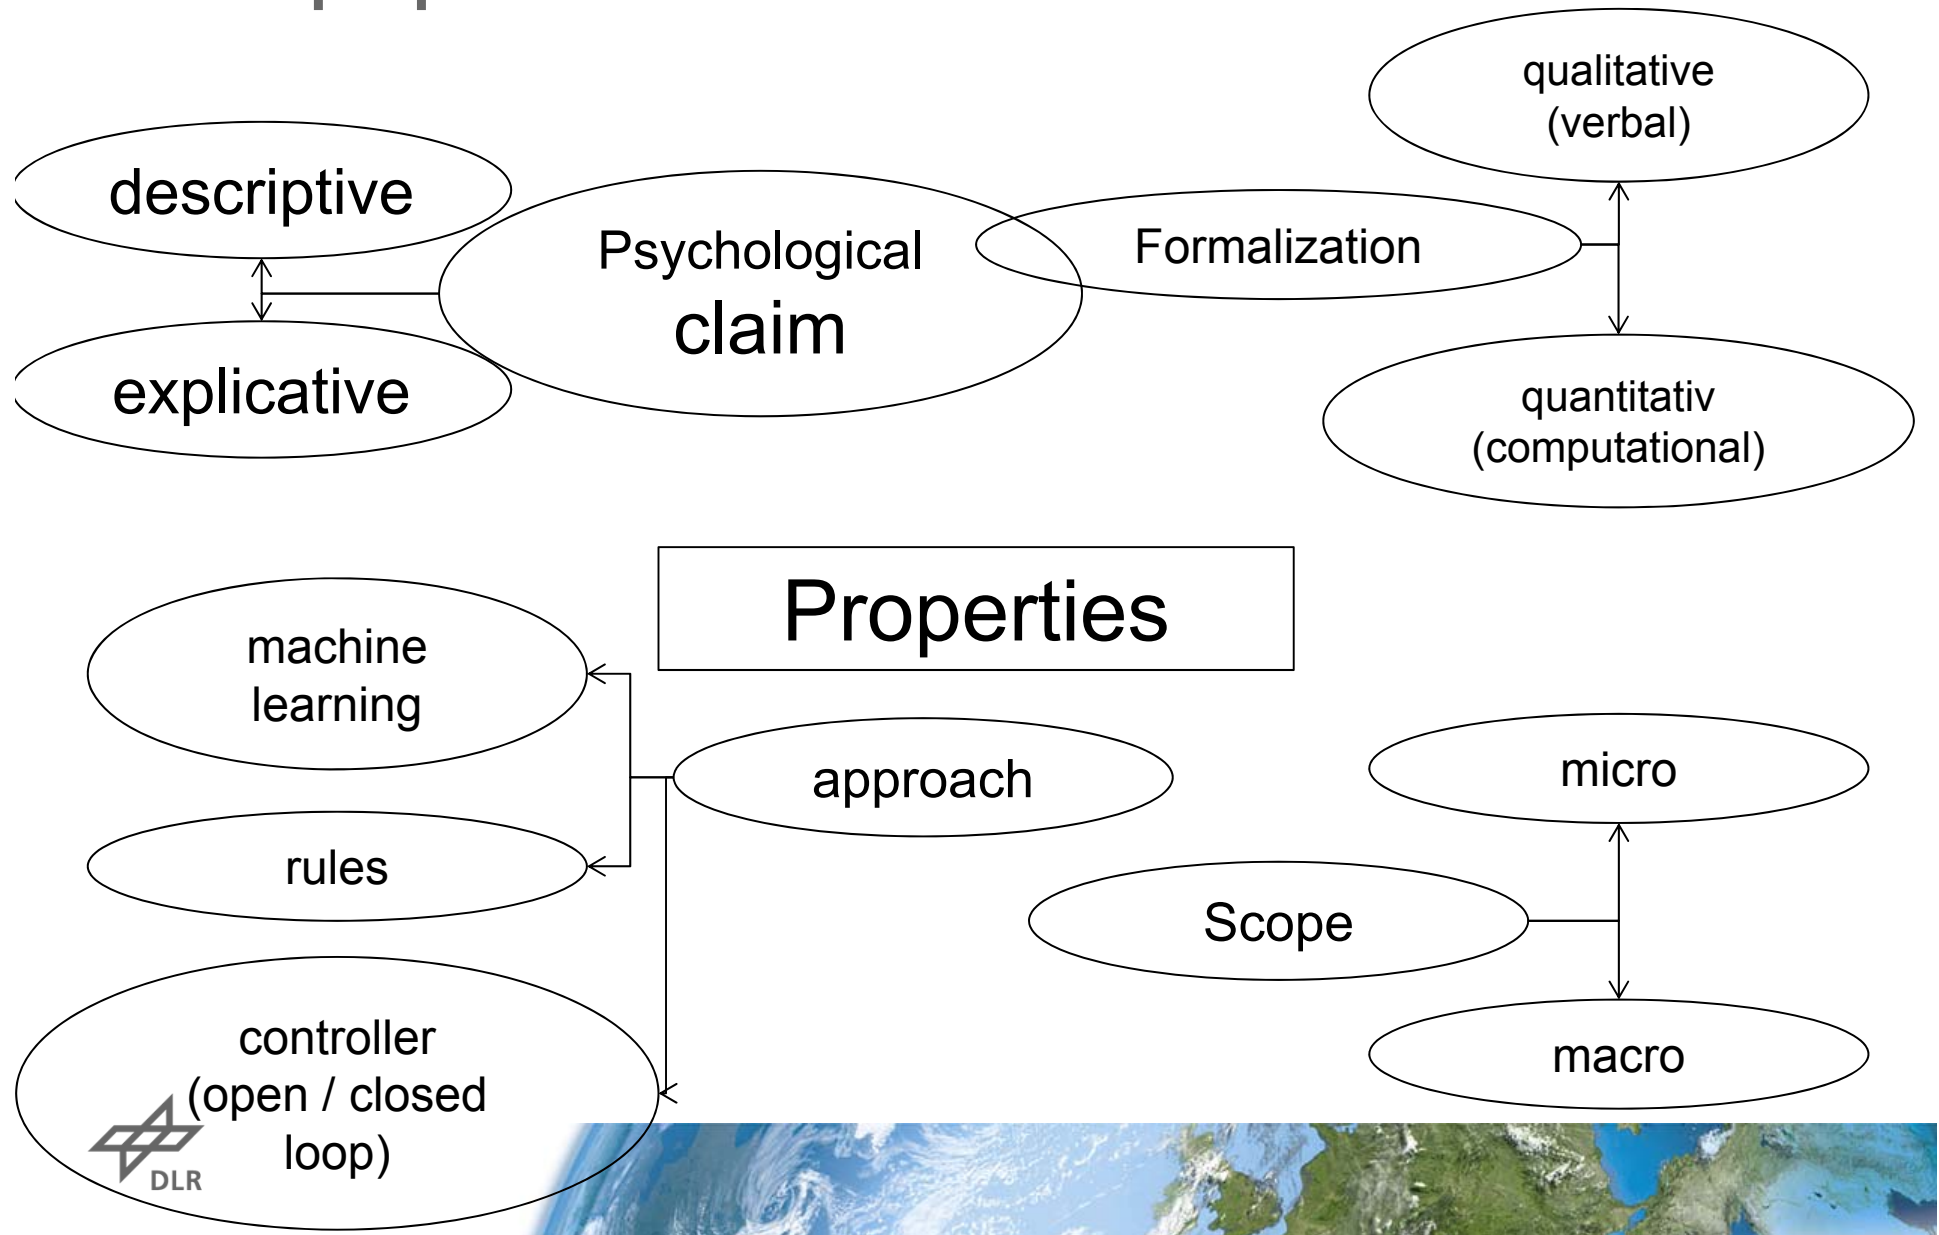 qualitative
(verbal)
descriptive
Psychological
claim
Formalization
explicative
quantitativ
(computational)
Properties
machine
learning
approach
micro
rules
Scope
controller
(open / closed
loop)
macro
DLR